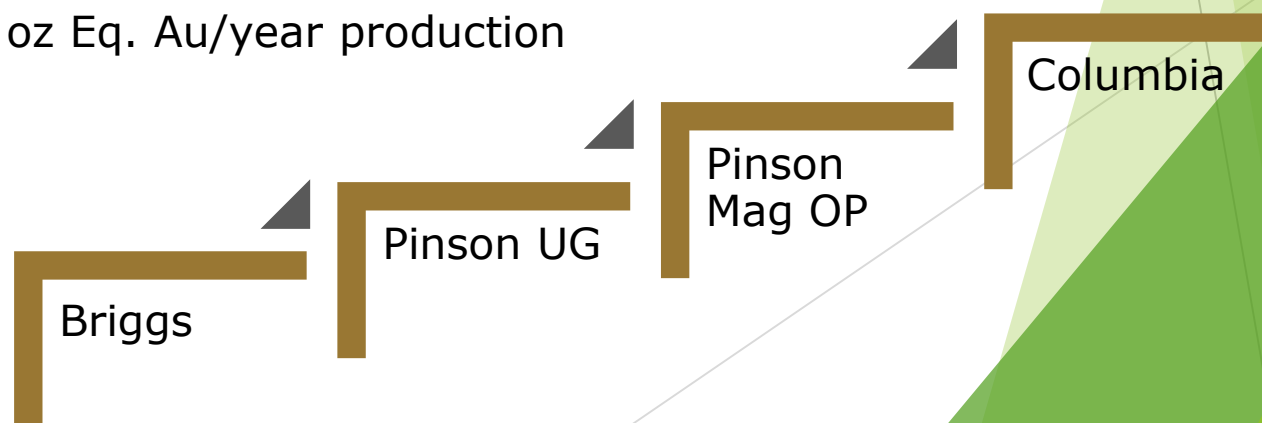 oz Eq. Au/year production
Columbia
Pinson
Mag OP
Pinson UG
Briggs